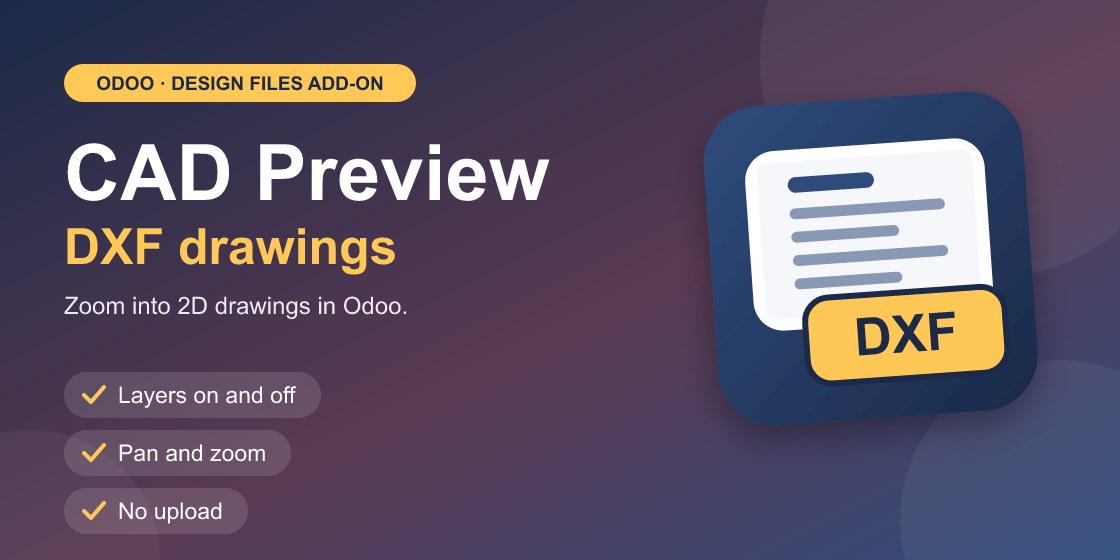 ODOO · DESIGN FILES ADD-ON
CAD Preview
DXF drawings
Zoom into 2D drawings in Odoo.
Layers on and off
Pan and zoom
No upload
DXF